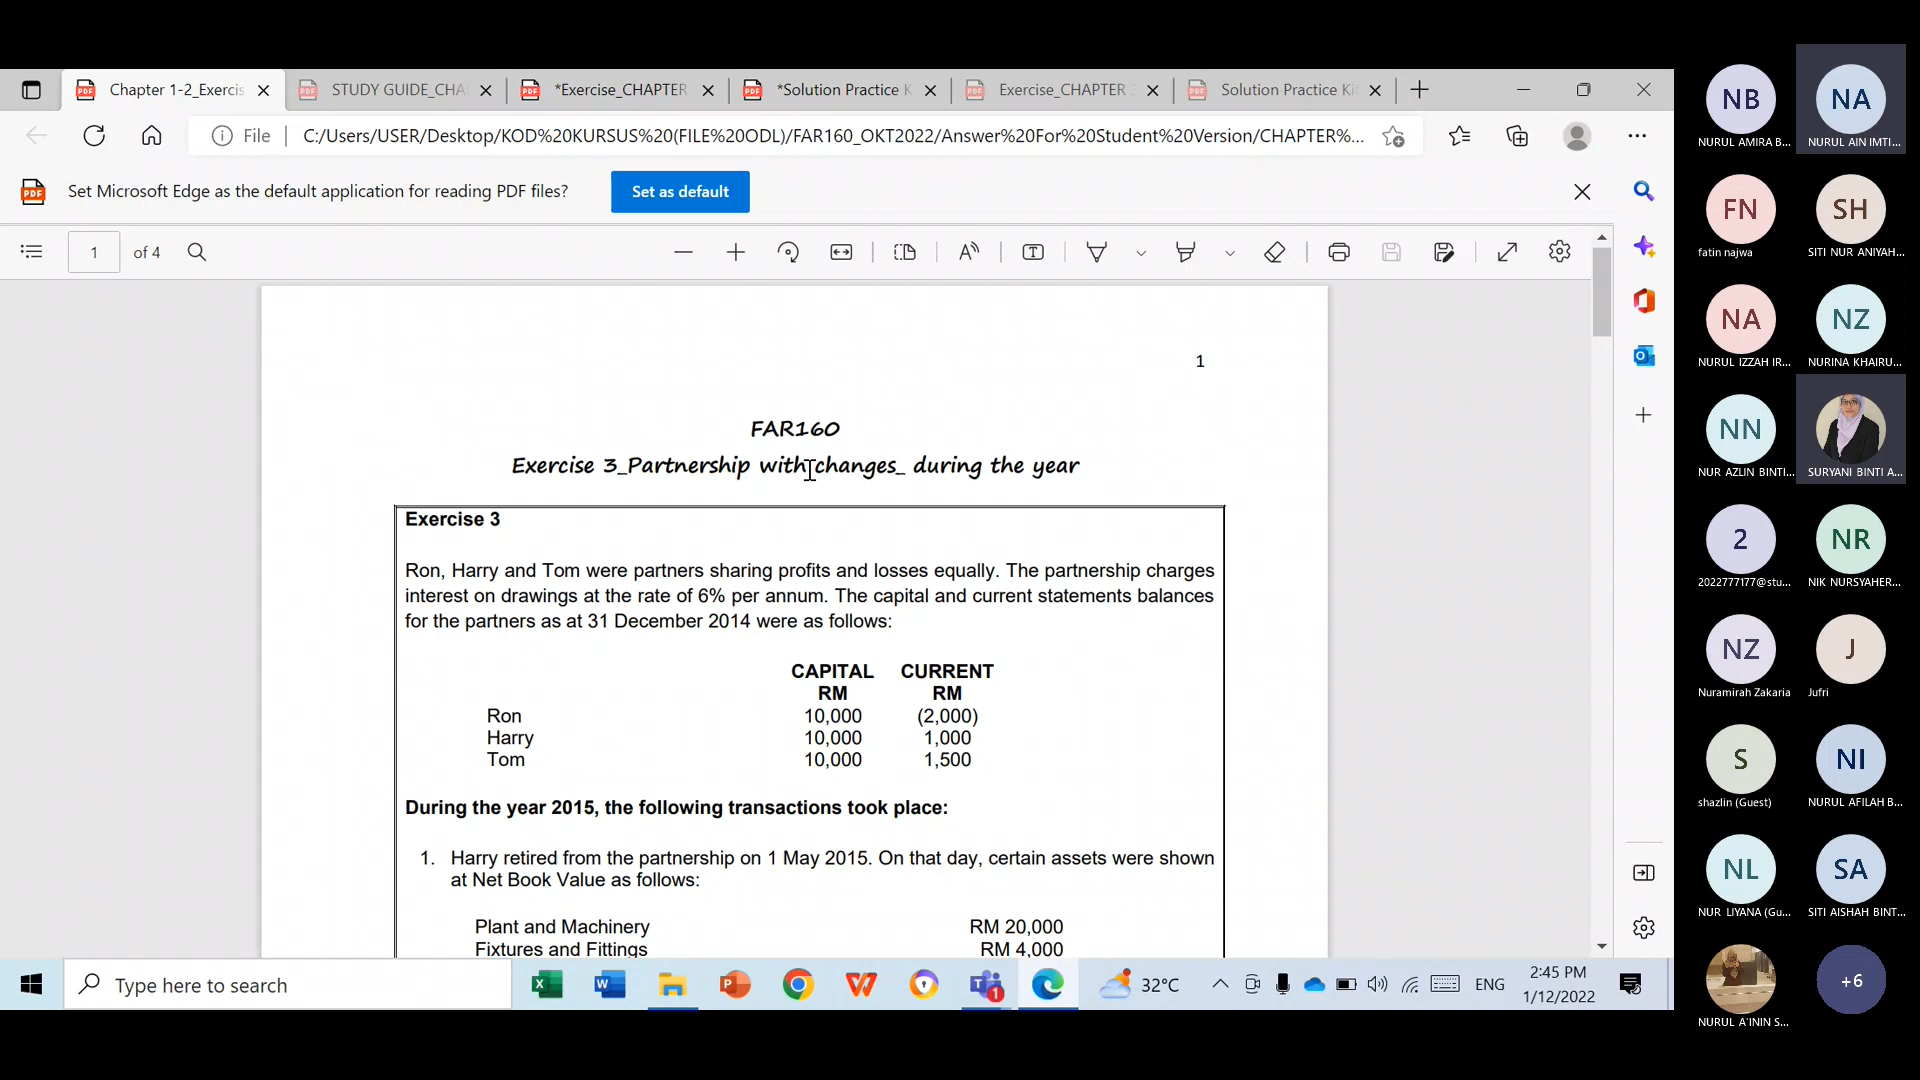 Chapter 1-2_Exercis
STUDY GUIDE_CHA
*Exercise_CHAPTER
*Solution Practice K
Exercise_CHAPTER
Solution Practice Ki
File
C:/Users/USER/Desktop/KOD%20KURSUS%20(FILE%20ODL)/FAR160_OKT2022/Answer%20For%20Student%20Version/CHAPTER%...
Set Microsoft Edge as the default application for reading PDF files?
Set as default
1 of 4
1
FAR160
Exercise 3_Partnership with changes_ during the year
Exercise 3
Ron, Harry and Tom were partners sharing profits and losses equally. The partnership charges
interest on drawings at the rate of 6% per annum. The capital and current statements balances
for the partners as at 31 December 2014 were as follows:
CAPITAL CURRENT
RM RM
Ron 10,000 (2,000)
Harry 10,000 1,000
Tom 10,000 1,500
During the year 2015, the following transactions took place:
1. Harry retired from the partnership on 1 May 2015. On that day, certain assets were shown
at Net Book Value as follows:
Plant and Machinery RM 20,000
Fixtures and Fittings RM 4,000
Type here to search
1
32°C
ENG
2:45 PM
1/12/2022
NB
NURUL AMIRA B...
NA
NURUL AIN IMTI...
FN
fatin najwa
SH
SITI NUR ANIYAH...
NA
NURUL IZZAH IR...
NZ
NURINA KHAIRU...
NN
NUR AZLIN BINTI...
SURYANI BINTI A...
2
2022777177@stu...
NR
NIK NURSYAHER...
NZ
Nuramirah Zakaria
J
Jufri
S
shazlin (Guest)
NI
NURUL AFILAH B...
NL
NUR LIYANA (Gu...
SA
SITI AISHAH BINT...
NURUL A'ININ S...
+6